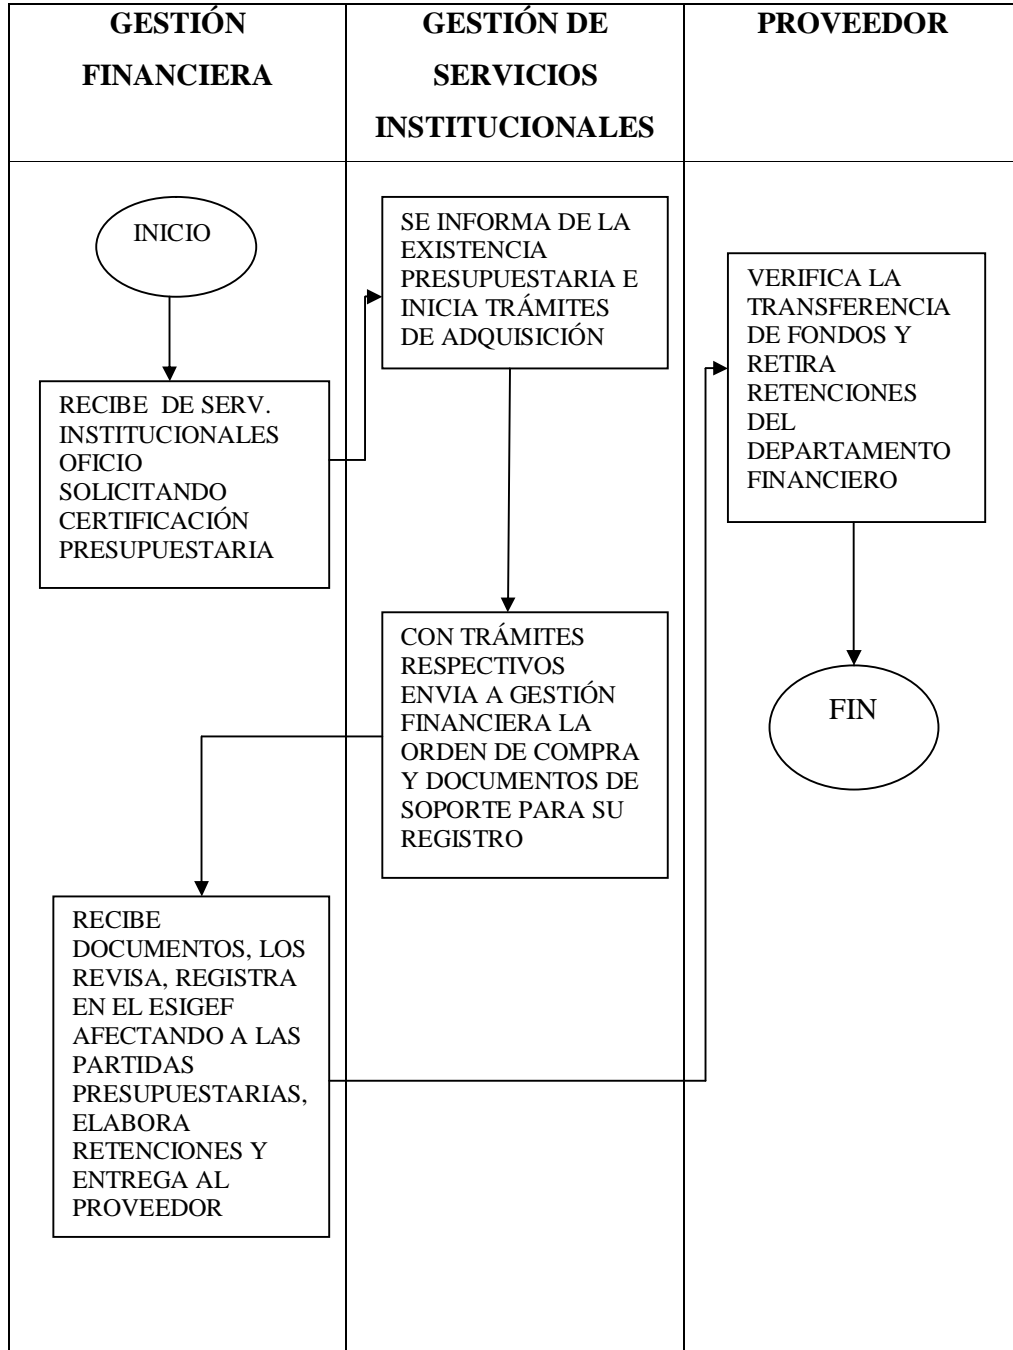 GESTIÓN
FINANCIERA
GESTIÓN DE
SERVICIOS
INSTITUCIONALES
PROVEEDOR
INICIO
RECIBE DE SERV.
INSTITUCIONALES
OFICIO
SOLICITANDO
CERTIFICACIÓN
PRESUPUESTARIA
SE INFORMA DE LA
EXISTENCIA
PRESUPUESTARIA E
INICIA TRÁMITES
DE ADQUISICIÓN
CON TRÁMITES
RESPECTIVOS
ENVIA A GESTIÓN
FINANCIERA LA
ORDEN DE COMPRA
Y DOCUMENTOS DE
SOPORTE PARA SU
REGISTRO
RECIBE
DOCUMENTOS, LOS
REVISA, REGISTRA
EN EL ESIGEF
AFECTANDO A LAS
PARTIDAS
PRESUPUESTARIAS,
ELABORA
RETENCIONES Y
ENTREGA AL
PROVEEDOR
VERIFICA LA
TRANSFERENCIA
DE FONDOS Y
RETIRA
RETENCIONES
DEL
DEPARTAMENTO
FINANCIERO
FIN